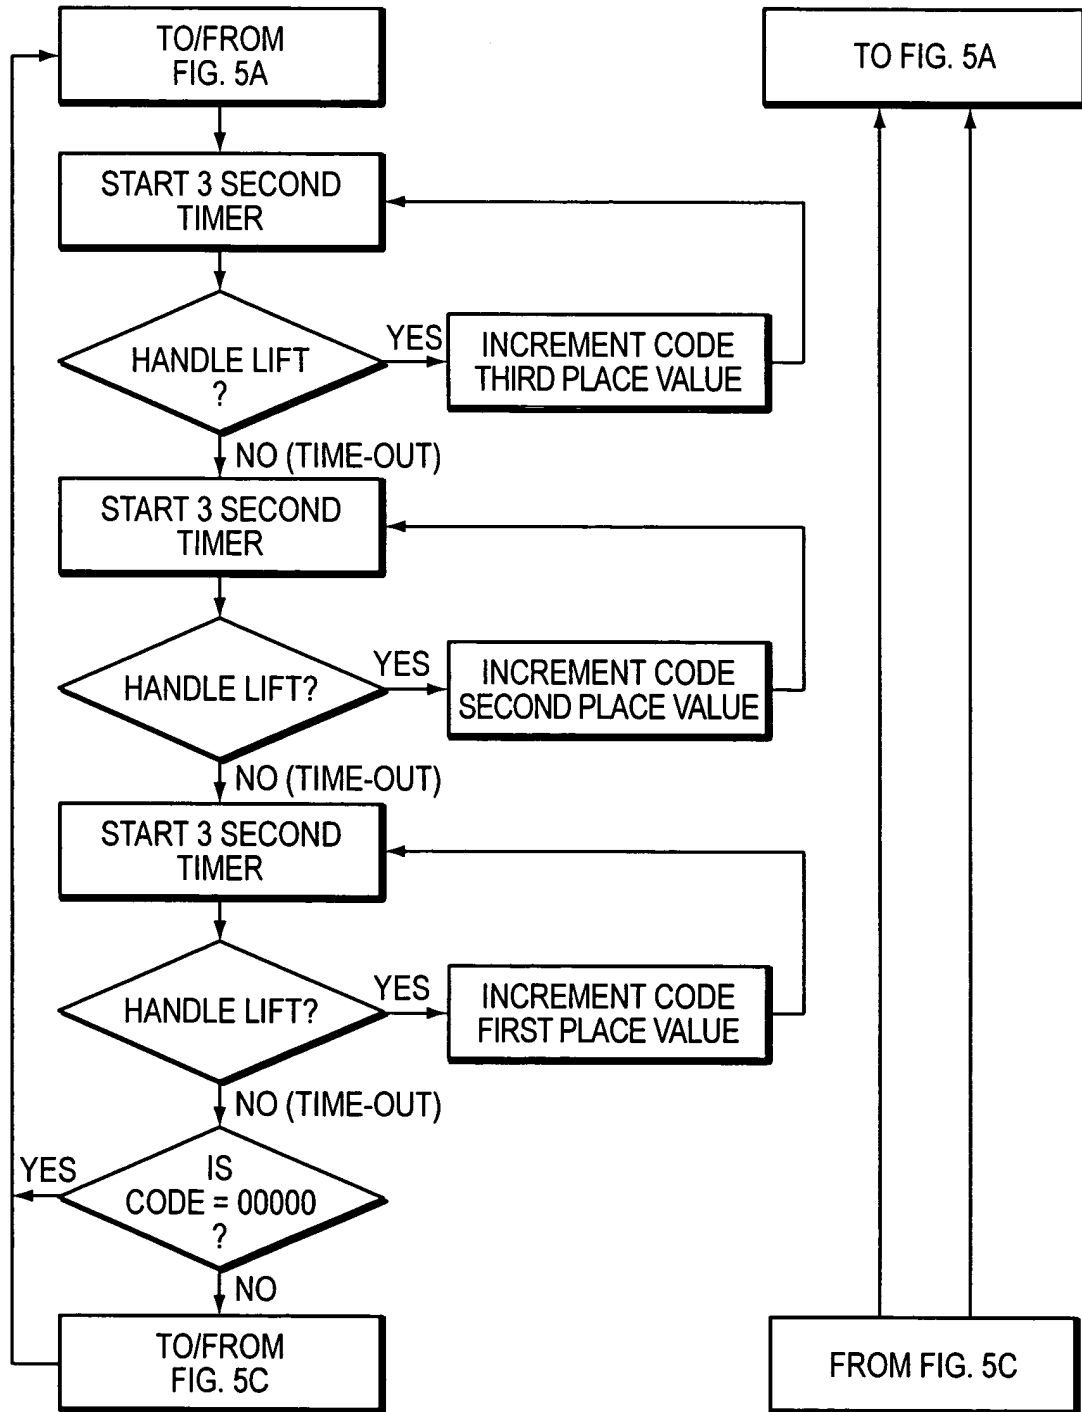 TO/FROM
FIG. 5A
TO FIG. 5A
START 3 SECOND
TIMER
HANDLE LIFT
?
YES
INCREMENT CODE
THIRD PLACE VALUE
NO (TIME-OUT)
START 3 SECOND
TIMER
HANDLE LIFT?
YES
INCREMENT CODE
SECOND PLACE VALUE
NO (TIME-OUT)
START 3 SECOND
TIMER
HANDLE LIFT?
YES
INCREMENT CODE
FIRST PLACE VALUE
NO (TIME-OUT)
YES
IS
CODE = 00000
?
NO
TO/FROM
FIG. 5C
FROM FIG. 5C